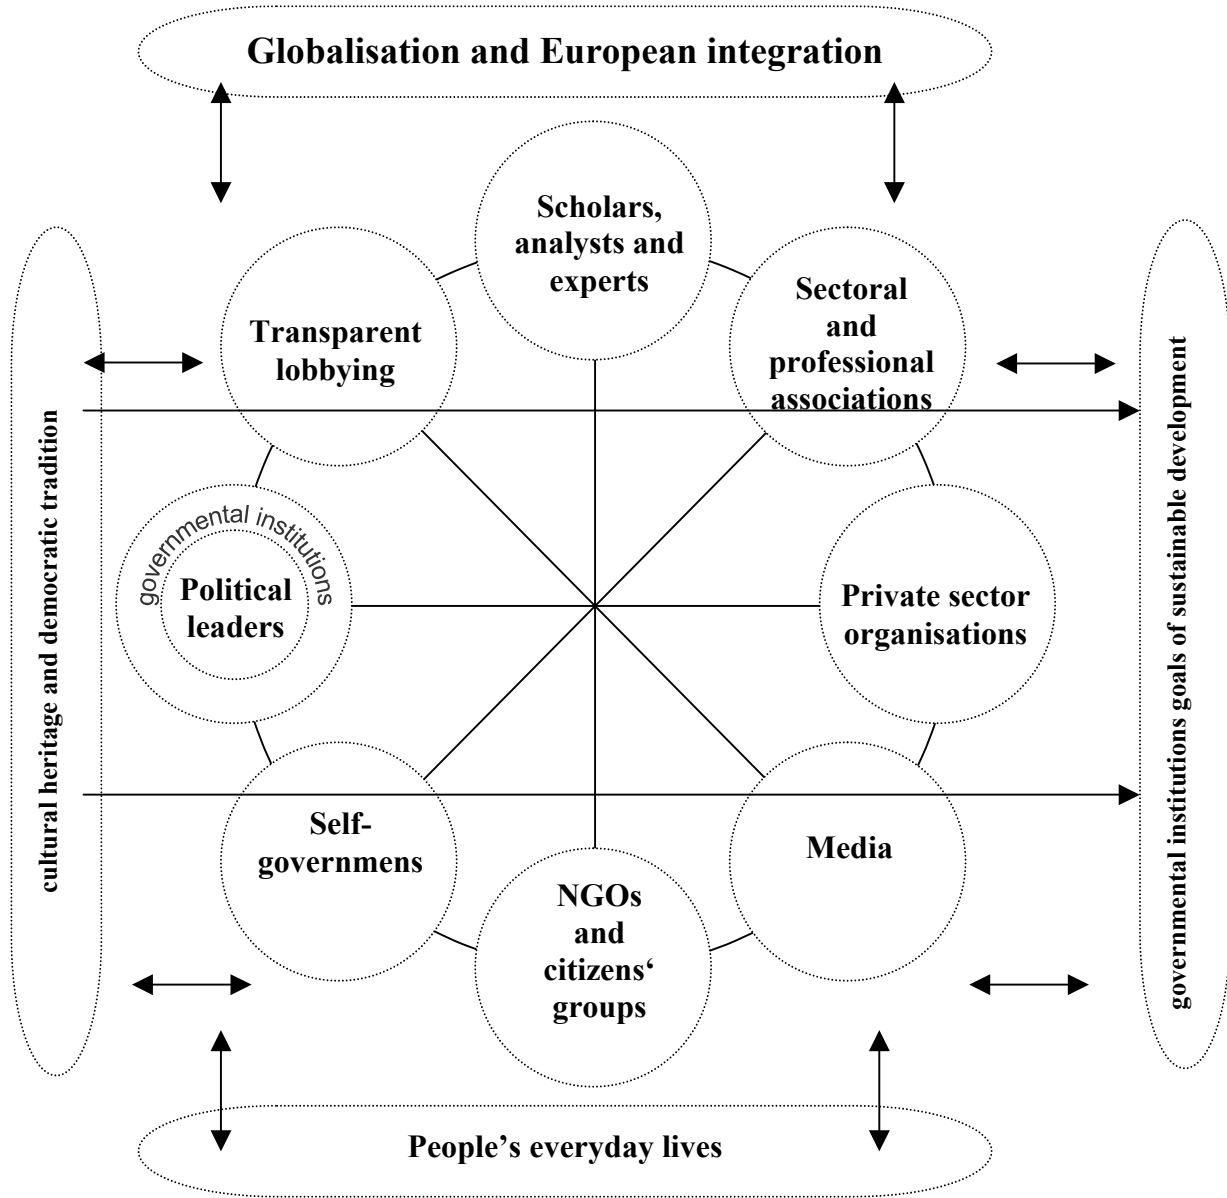 Globalisation and European integration
Scholars,
analysts and
experts
Transparent
lobbying
Sectoral
and
professional
associations
cultural heritage and democratic tradition
governmental institutions
Political
leaders
Private sector
organisations
governmental institutions goals of sustainable development
Self-
governmens
Media
NGOs
and
citizens‘
groups
People’s everyday lives